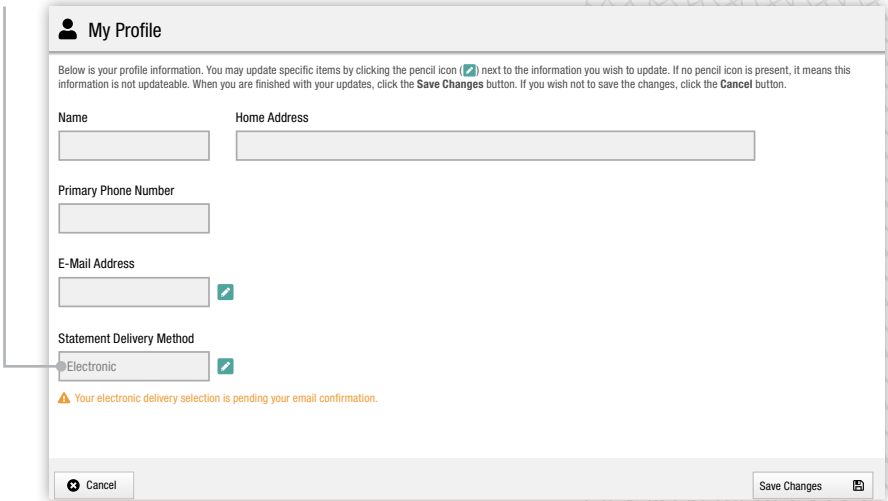 My Profile
Below is your profile information. You may update specific items by clicking the pencil icon () next to the information you wish to update. If no pencil icon is present, it means this
information is not updateable. When you are finished with your updates, click the Save Changes button. If you wish not to save the changes, click the Cancel button.
Name
Home Address
Primary Phone Number
E-Mail Address
Statement Delivery Method
Electronic
Your electronic delivery selection is pending your email confirmation.
Cancel
Save Changes